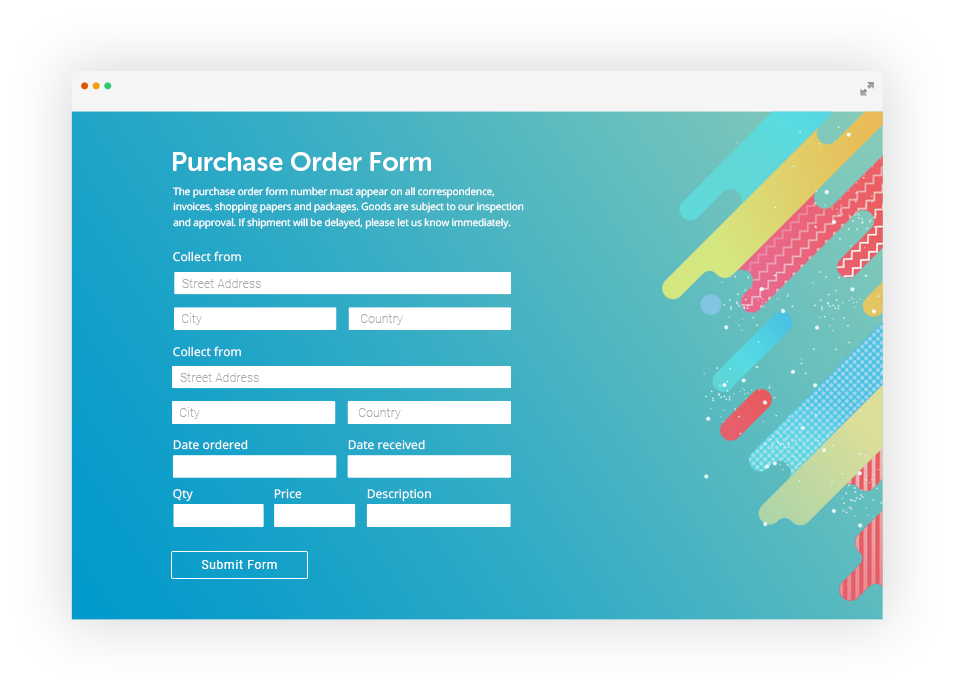 Purchase Order Form
The purchase order form number must appear on all correspondence,
invoices, shopping papers and packages. Goods are subject to our inspection
and approval. If shipment will be delayed, please let us know immediately.
Collect from
Street Address
City Country
Collect from
Street Address
City Country
Date ordered Date received
Qty Price Description
Submit Form